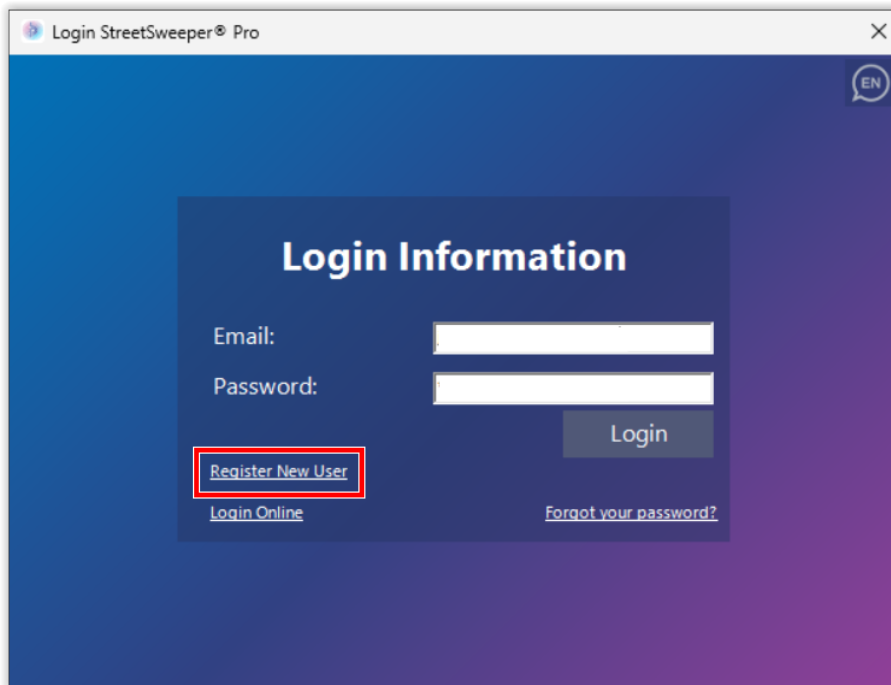 Login StreetSweeper® Pro
EN
Login Information
Email:
Password:
Login
Register New User
Login Online
Forgot your password?